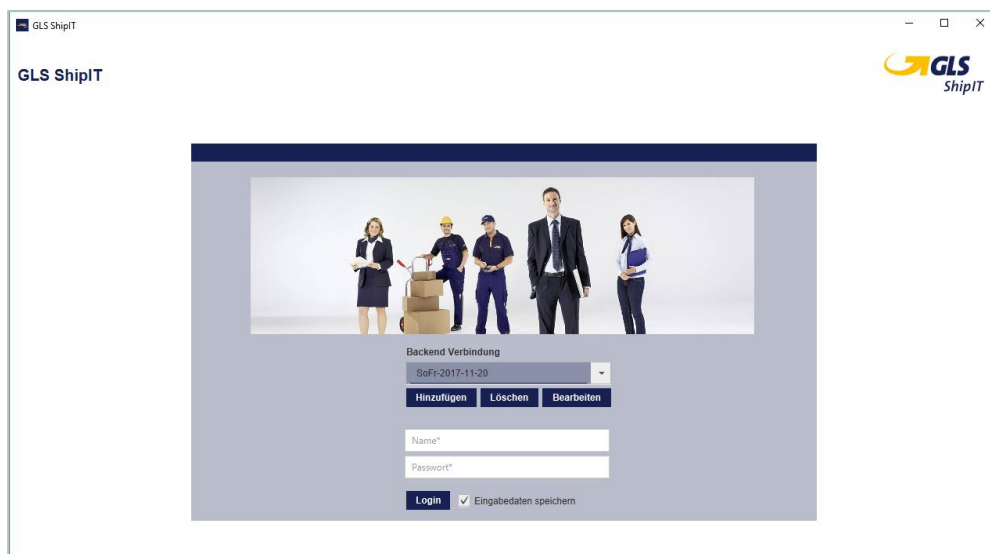 GLS ShipIT
GLS ShipIT
GLS
ShipIT
Backend Verbindung
SoFr-2017-11-20
Hinzufügen Löschen Bearbeiten
Name*
Passwort*
Login Eingabedaten speichern